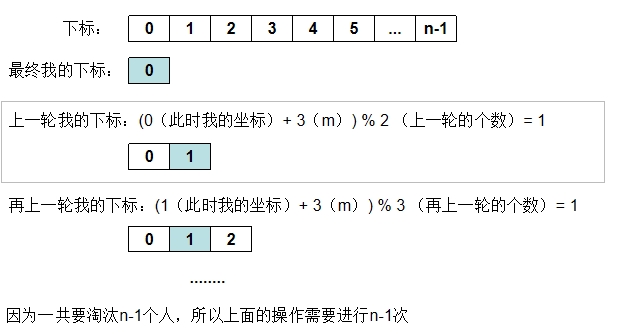 下标： 0 1 2 3 4 5 ... n-1
最终我的下标： 0
上一轮我的下标：(0（此时我的坐标）+ 3（m）) % 2 （上一轮的个数）= 1
0 1
再上一轮我的下标：(1（此时我的坐标）+ 3（m）) % 3 （再上一轮的个数）= 1
0 1 2
........
因为一共要淘汰n-1个人，所以上面的操作需要进行n-1次